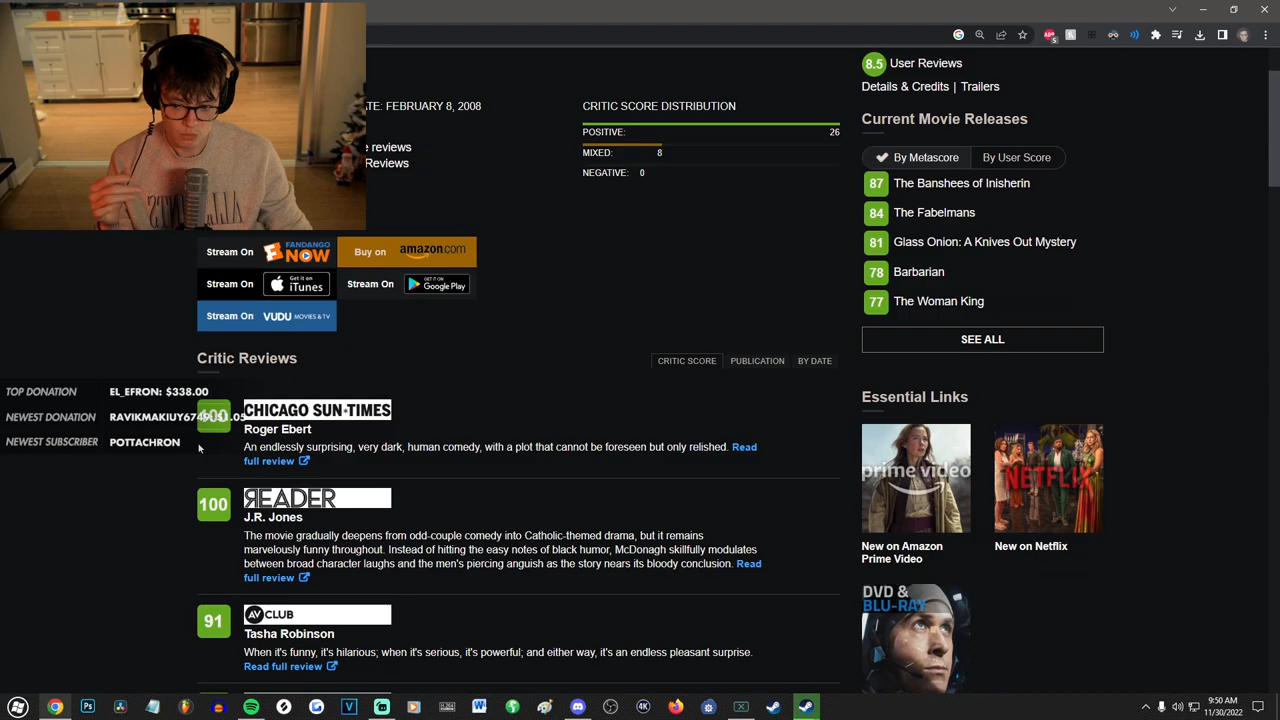 ATE: FEBRUARY 8, 2008
e reviews
Reviews
CRITIC SCORE DISTRIBUTION
POSITIVE: 26
MIXED: 8
NEGATIVE: 0
Stream On FANDANGO NOW
Buy on amazon.com
Stream On Get it on iTunes
Stream On GET IT ON Google Play
Stream On VUDU MOVIES & TV
Critic Reviews
CRITIC SCORE PUBLICATION BY DATE
TOP DONATION EL_EFRON: $338.00
NEWEST DONATION
NEWEST SUBSCRIBER POTTACHRON
100 CHICAGO SUN·TIMES
Roger Ebert
An endlessly surprising, very dark, human comedy, with a plot that cannot be foreseen but only relished. Read
full review
100 READER
J.R. Jones
The movie gradually deepens from odd-couple comedy into Catholic-themed drama, but it remains
marvelously funny throughout. Instead of hitting the easy notes of black humor, McDonagh skillfully modulates
between broad character laughs and the men's piercing anguish as the story nears its bloody conclusion. Read
full review
91 AV CLUB
Tasha Robinson
When it's funny, it's hilarious; when it's serious, it's powerful; and either way, it's an endless pleasant surprise.
Read full review
8.5 User Reviews
Details & Credits | Trailers
Current Movie Releases
By Metascore By User Score
87 The Banshees of Inisherin
84 The Fabelmans
81 Glass Onion: A Knives Out Mystery
78 Barbarian
77 The Woman King
SEE ALL
Essential Links
prime video
NETFLIX
New on Amazon
Prime Video
New on Netflix
DVD &
BLU-RAY
9:50 AM
11/30/2022